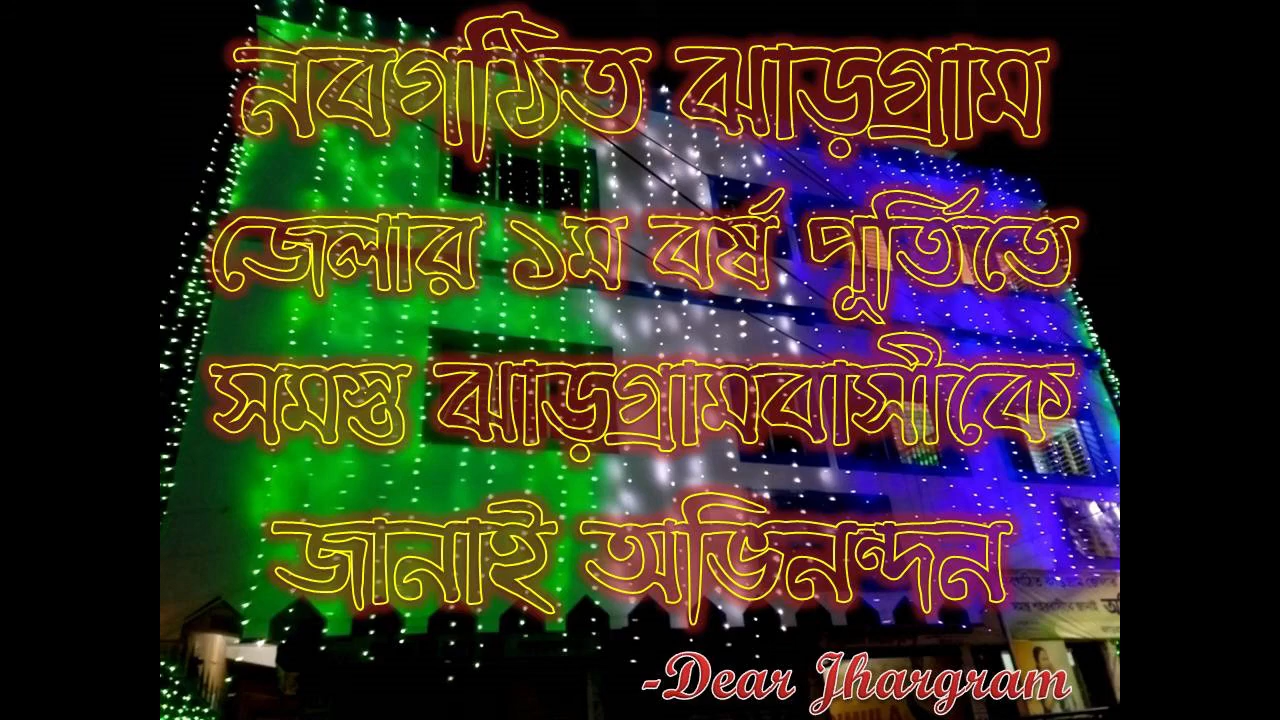 নবগঠিত ঝাড়গ্রাম
জেলার ১ম বর্ষ পূর্তিতে
সমস্ত ঝাড়গ্রামবাসীকে
জানাই অভিনন্দন
-Dear Jhargram